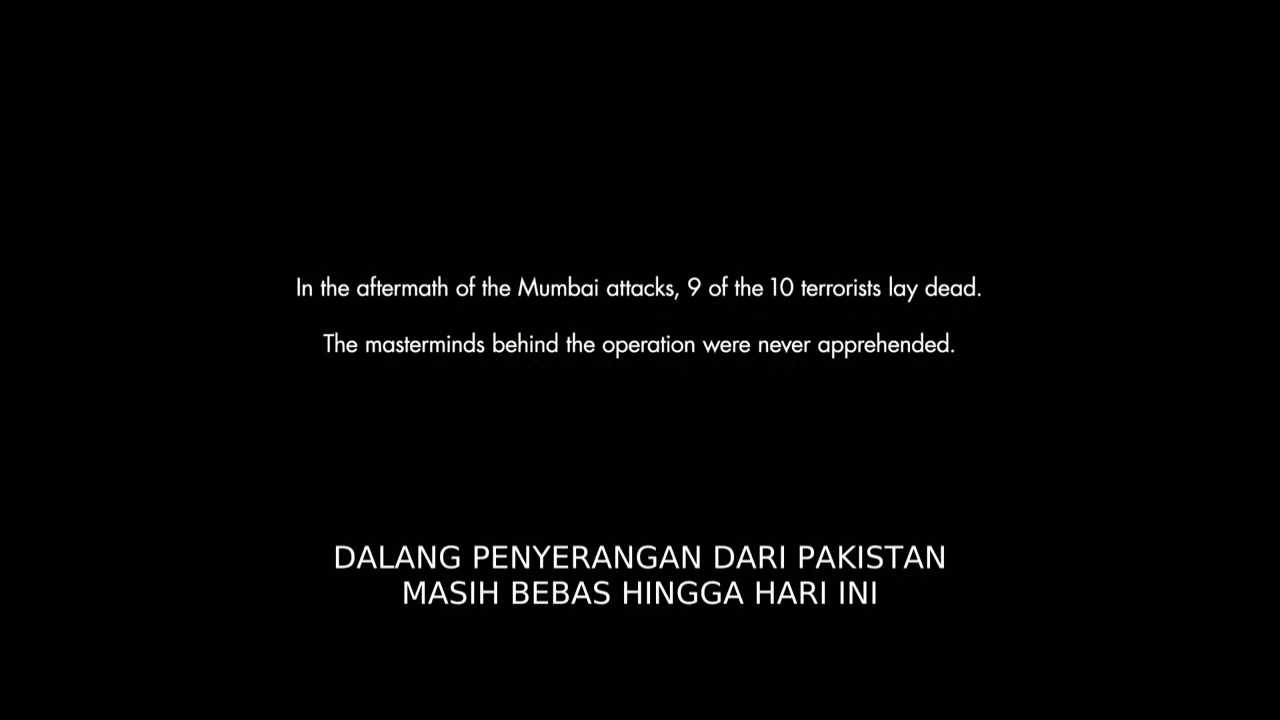 In the aftermath of the Mumbai attacks, 9 of the 10 terrorists lay dead.
The masterminds behind the operation were never apprehended.
DALANG PENYERANGAN DARI PAKISTAN
MASIH BEBAS HINGGA HARI INI